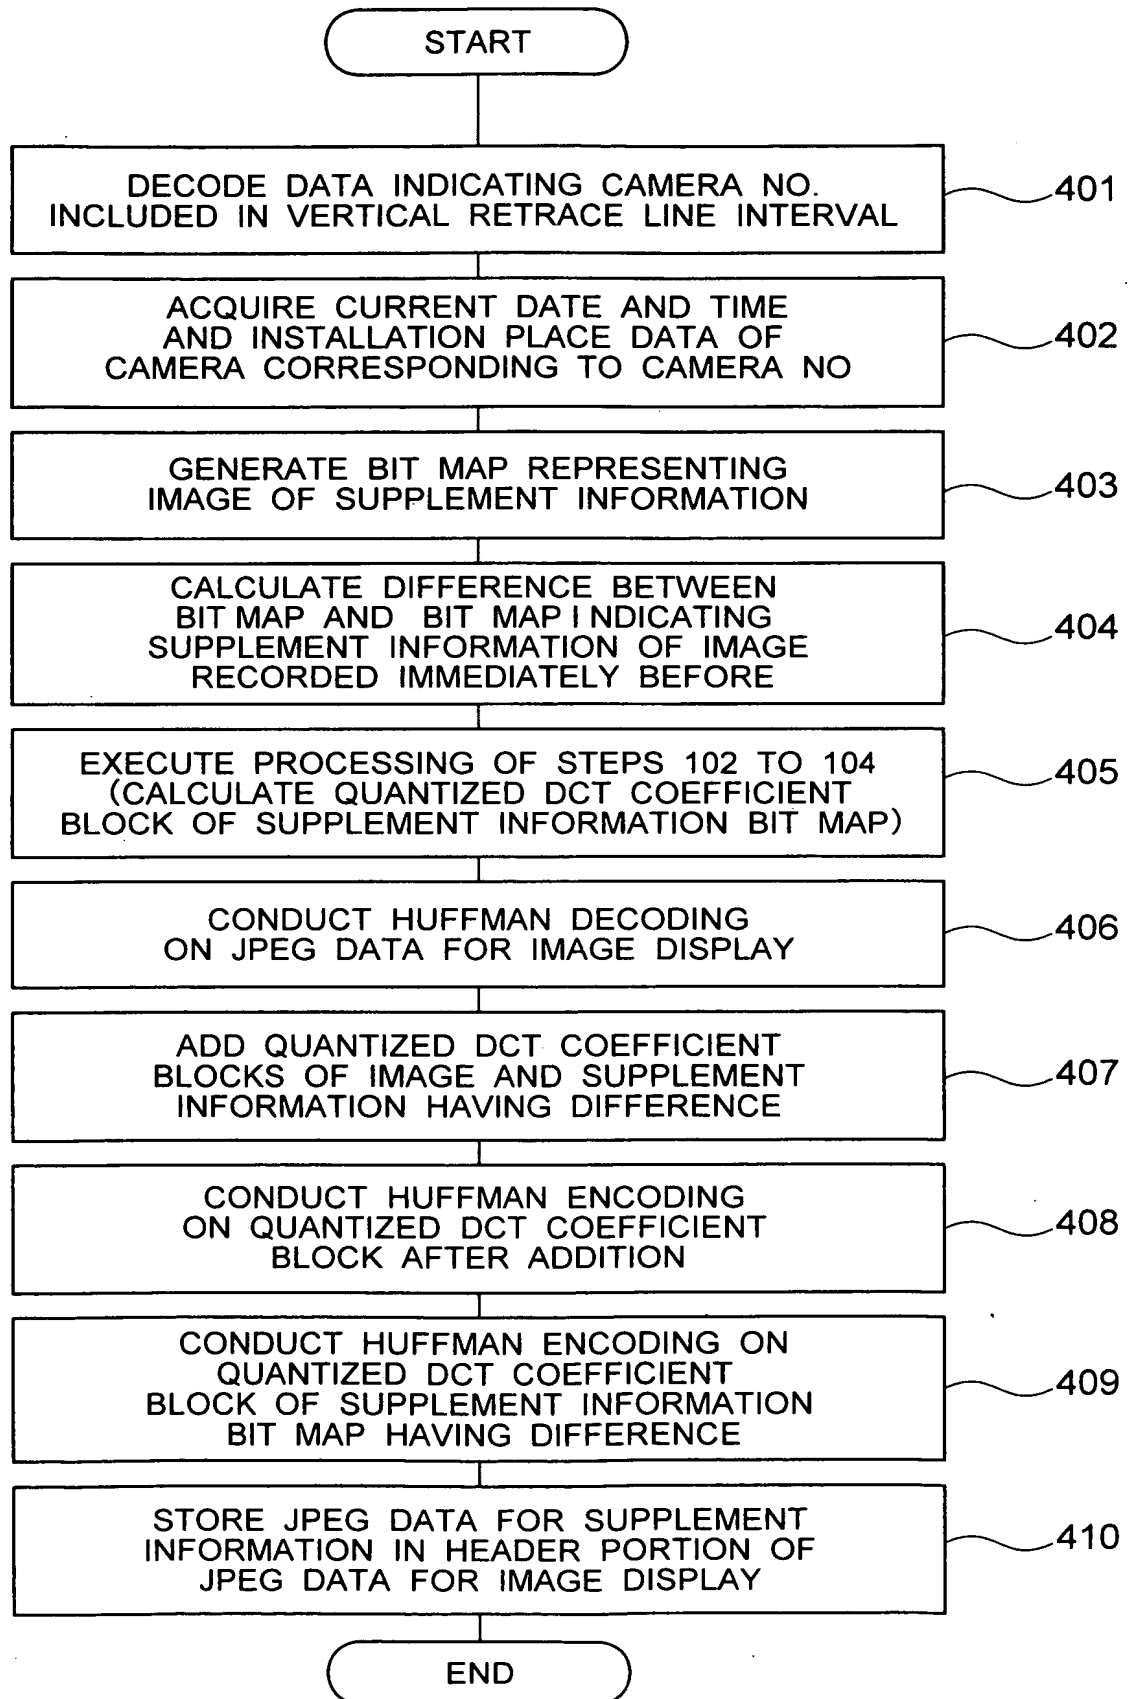 START
DECODE DATA INDICATING CAMERA NO.
INCLUDED IN VERTICAL RETRACE LINE INTERVAL
401
ACQUIRE CURRENT DATE AND TIME
AND INSTALLATION PLACE DATA OF
CAMERA CORRESPONDING TO CAMERA NO
402
GENERATE BIT MAP REPRESENTING
IMAGE OF SUPPLEMENT INFORMATION
403
CALCULATE DIFFERENCE BETWEEN
BIT MAP AND BIT MAP INDICATING
SUPPLEMENT INFORMATION OF IMAGE
RECORDED IMMEDIATELY BEFORE
404
EXECUTE PROCESSING OF STEPS 102 TO 104
(CALCULATE QUANTIZED DCT COEFFICIENT
BLOCK OF SUPPLEMENT INFORMATION BIT MAP)
405
CONDUCT HUFFMAN DECODING
ON JPEG DATA FOR IMAGE DISPLAY
406
ADD QUANTIZED DCT COEFFICIENT
BLOCKS OF IMAGE AND SUPPLEMENT
INFORMATION HAVING DIFFERENCE
407
CONDUCT HUFFMAN ENCODING
ON QUANTIZED DCT COEFFICIENT
BLOCK AFTER ADDITION
408
CONDUCT HUFFMAN ENCODING ON
QUANTIZED DCT COEFFICIENT
BLOCK OF SUPPLEMENT INFORMATION
BIT MAP HAVING DIFFERENCE
409
STORE JPEG DATA FOR SUPPLEMENT
INFORMATION IN HEADER PORTION OF
JPEG DATA FOR IMAGE DISPLAY
410
END